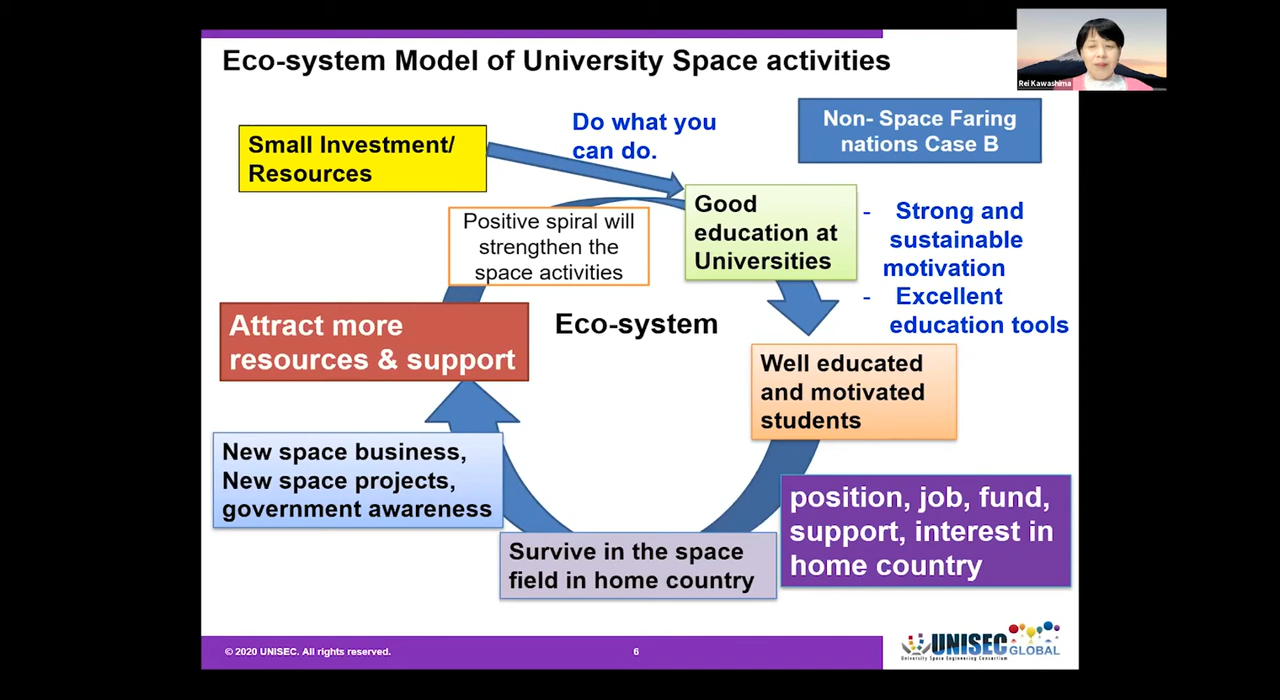 Eco-system Model of University Space activities
Rei Kawashima
Small Investment/
Resources
Do what you
can do.
Non- Space Faring
nations Case B
Positive spiral will
strengthen the
space activities
Good
education at
Universities
- Strong and
sustainable
motivation
- Excellent
education tools
Attract more
resources & support
Eco-system
Well educated
and motivated
students
New space business,
New space projects,
government awareness
position, job, fund,
support, interest in
home country
Survive in the space
field in home country
© 2020 UNISEC. All rights reserved.
6
UNISEC GLOBAL
University Space Engineering Consortium